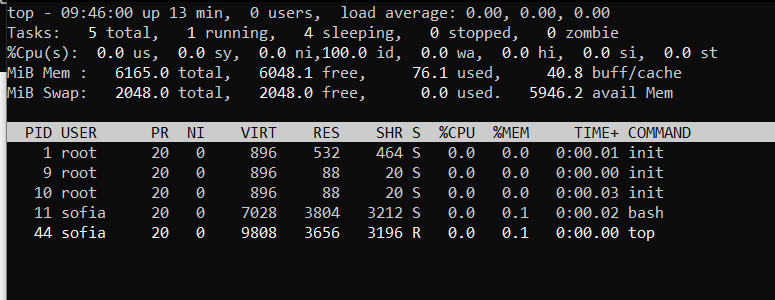 top - 09:46:00 up 13 min,  0 users,  load average: 0.00, 0.00, 0.00
Tasks:   5 total,   1 running,   4 sleeping,   0 stopped,   0 zombie
%Cpu(s):  0.0 us,  0.0 sy,  0.0 ni,100.0 id,  0.0 wa,  0.0 hi,  0.0 si,  0.0 st
MiB Mem :   6165.0 total,   6048.1 free,     76.1 used,     40.8 buff/cache
MiB Swap:   2048.0 total,   2048.0 free,      0.0 used.   5946.2 avail Mem
PID USER      PR  NI    VIRT    RES    SHR S  %CPU  %MEM     TIME+ COMMAND
1 root      20   0     896    532    464 S   0.0   0.0   0:00.01 init
9 root      20   0     896     88     20 S   0.0   0.0   0:00.00 init
10 root      20   0     896     88     20 S   0.0   0.0   0:00.03 init
11 sofia     20   0    7028   3804   3212 S   0.0   0.1   0:00.02 bash
44 sofia     20   0    9808   3656   3196 R   0.0   0.1   0:00.00 top